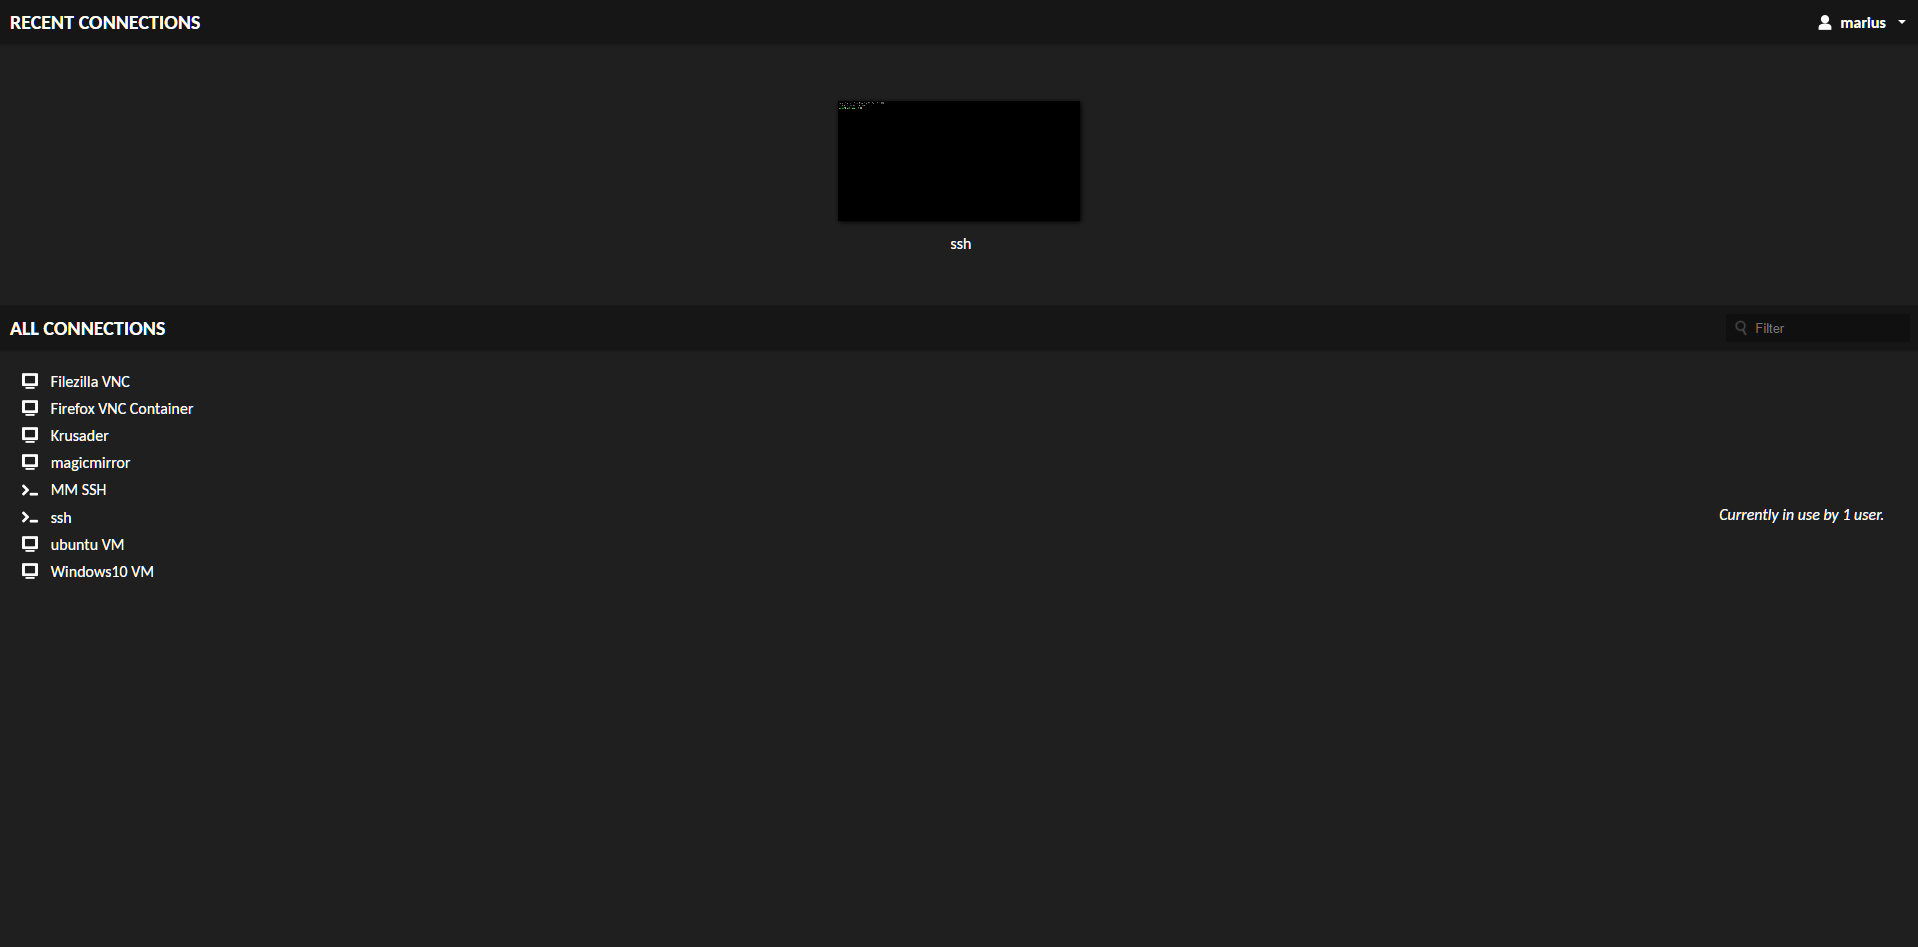 RECENT CONNECTIONS
marius
ssh
ALL CONNECTIONS
Filter
Filezilla VNC
Firefox VNC Container
Krusader
magicmirror
MM SSH
ssh
Currently in use by 1 user.
ubuntu VM
Windows10 VM